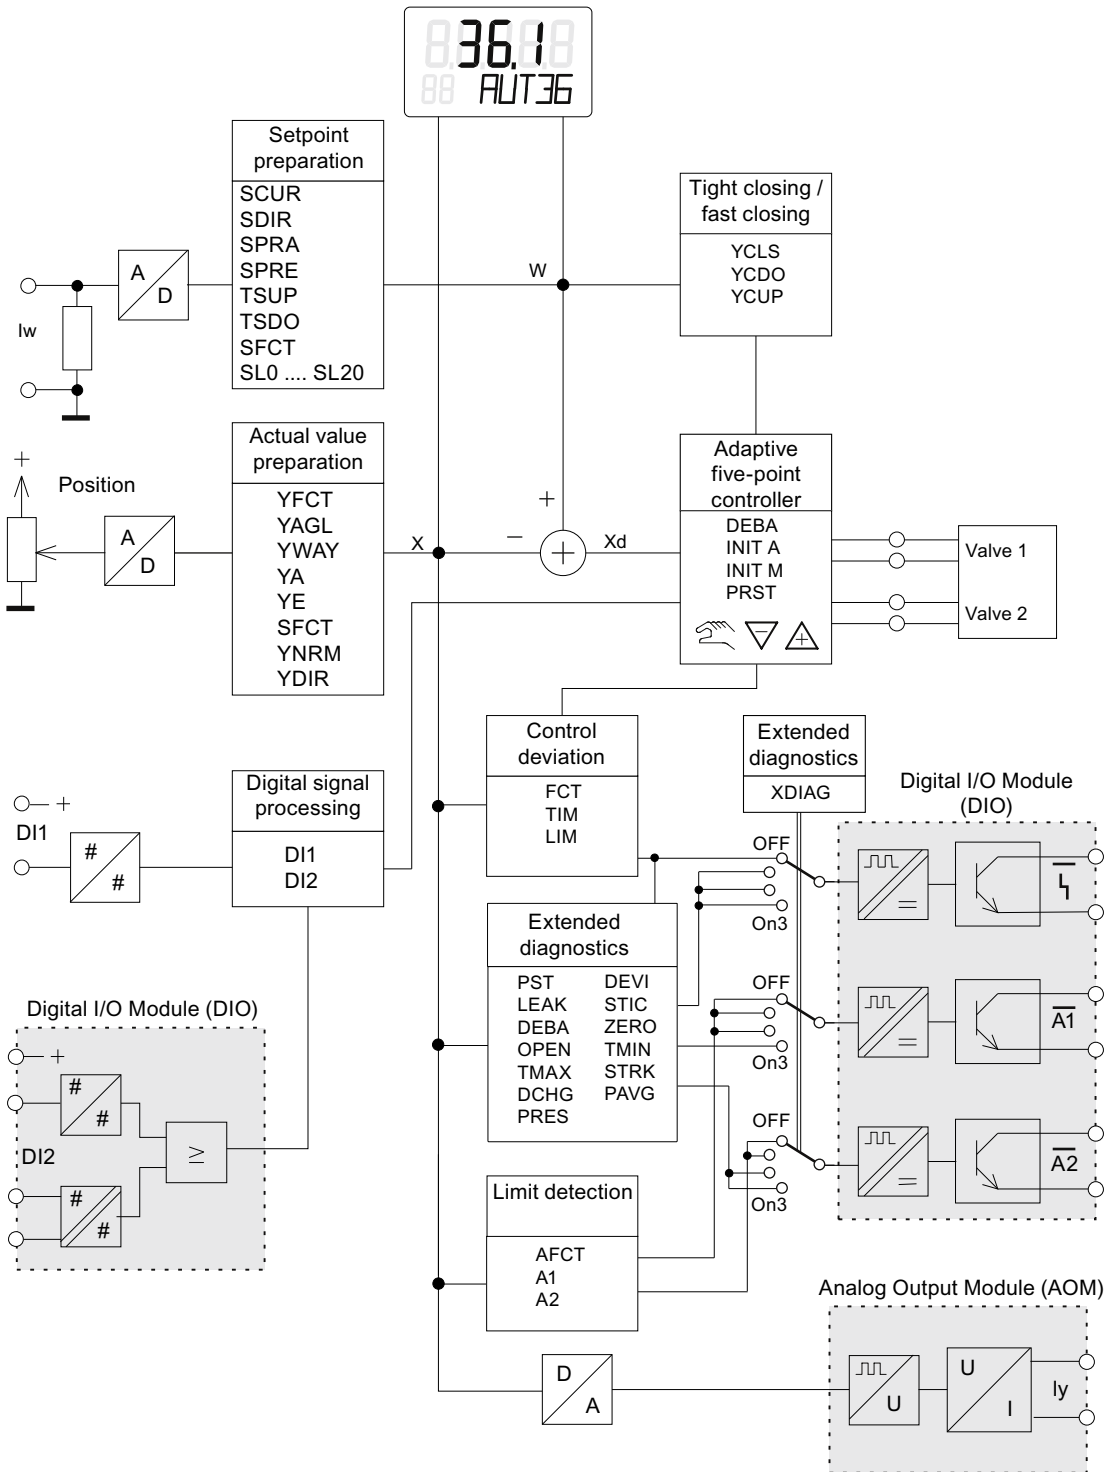 36.1
AUT36
Setpoint
preparation
SCUR
SDIR
SPRA
SPRE
TSUP
TSDO
SFCT
SL0 .... SL20
A
D
Iw
W
Tight closing /
fast closing
YCLS
YCDO
YCUP
Actual value
preparation
YFCT
YAGL
YWAY
YA
YE
SFCT
YNRM
YDIR
+
Position
A
D
X
+
−
+
Xd
Adaptive
five-point
controller
DEBA
INIT A
INIT M
PRST
−
+
Valve 1
Valve 2
Control
deviation
FCT
TIM
LIM
Extended
diagnostics
XDIAG
Digital I/O Module
(DIO)
Digital signal
processing
DI1
DI2
+
DI1
#
#
OFF
On3
=
Extended
diagnostics
PST
LEAK
DEBA
OPEN
TMAX
DCHG
PRES
DEVI
STIC
ZERO
TMIN
STRK
PAVG
OFF
On3
=
A1
Digital I/O Module (DIO)
+
#
#
DI2
≥
#
#
OFF
On3
=
A2
Limit detection
AFCT
A1
A2
Analog Output Module (AOM)
D
A
U
U
I
Iy